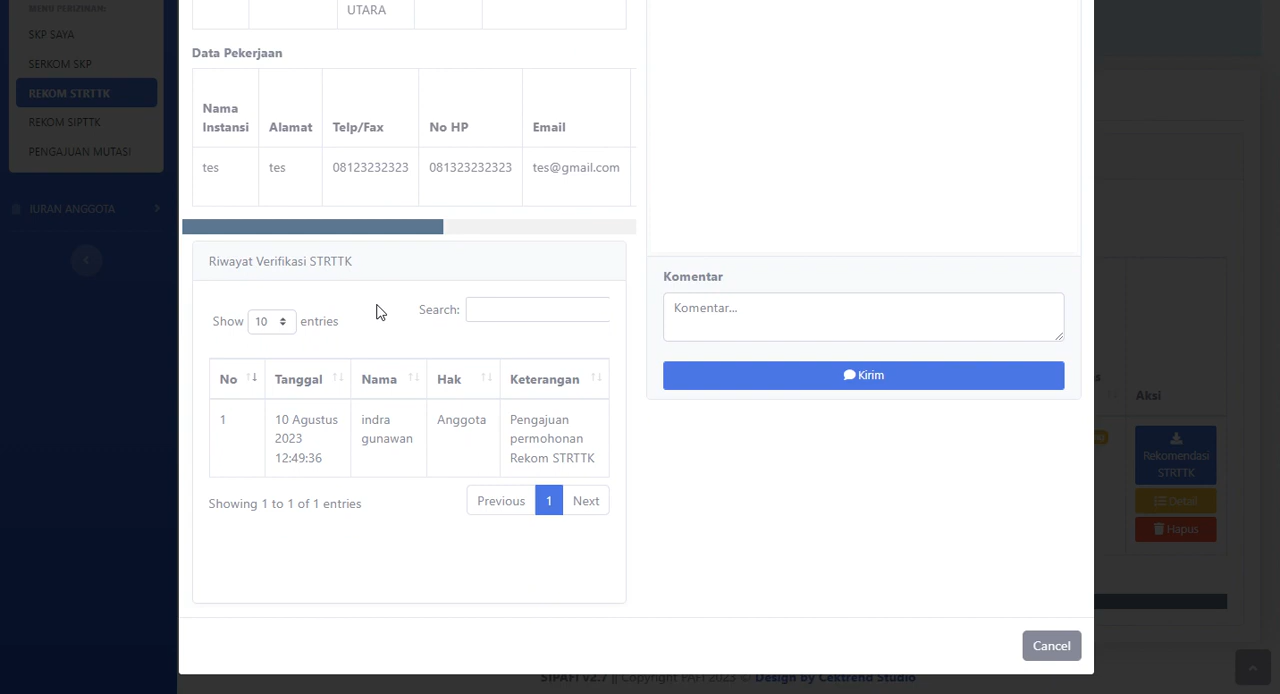 MENU PERIZINAN:
SKP SAYA
SERKOM SKP
REKOM STRTTK
REKOM SIPTTK
PENGAJUAN MUTASI
IURAN ANGGOTA
UTARA
Data Pekerjaan
Nama Instansi Alamat Telp/Fax No HP Email
tes tes 08123232323 081323232323 tes@gmail.com
Riwayat Verifikasi STRTTK
Show 10 entries
Search:
No Tanggal Nama Hak Keterangan
1 10 Agustus 2023 12:49:36 indra gunawan Anggota Pengajuan permohonan Rekom STRTTK
Showing 1 to 1 of 1 entries
Previous 1 Next
Komentar
Komentar...
Kirim
Aksi
Rekomendasi
STRTTK
Detail
Hapus
Cancel
SIPAFI v2.7 || Copyright PAFI 2023 © Design by Cektrend Studio